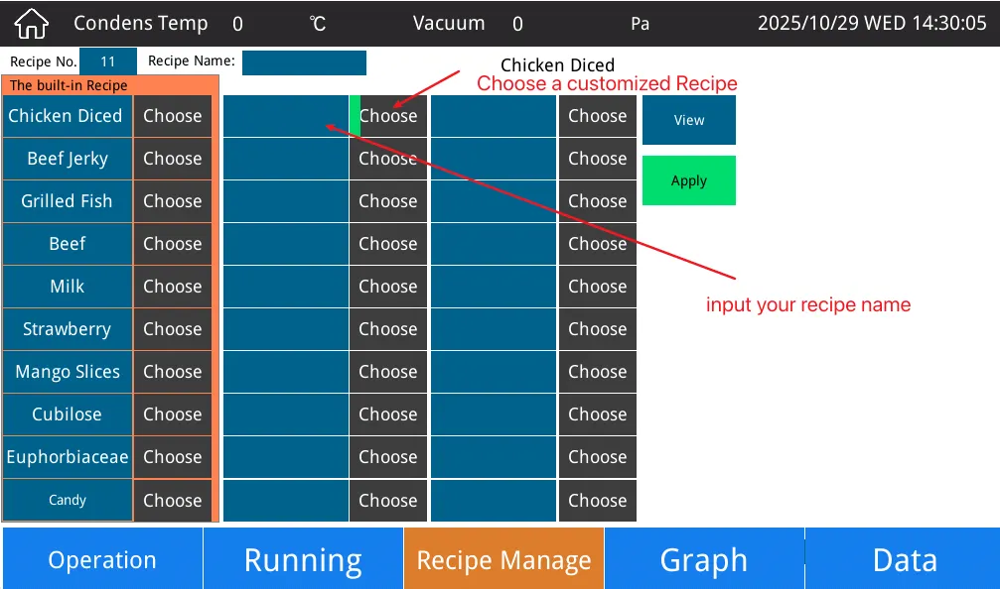 Condens Temp 0 ℃ Vacuum 0 Pa 2025/10/29 WED 14:30:05
Recipe No. 11 Recipe Name:
Chicken Diced
The built-in Recipe
Choose a customized Recipe
Chicken Diced Choose Choose Choose View
Beef Jerky Choose Choose Choose
Apply
Grilled Fish Choose Choose Choose
Beef Choose Choose Choose
Milk Choose Choose Choose
input your recipe name
Strawberry Choose Choose Choose
Mango Slices Choose Choose Choose
Cubilose Choose Choose Choose
Euphorbiaceae Choose Choose Choose
Candy Choose Choose Choose
Operation Running Recipe Manage Graph Data